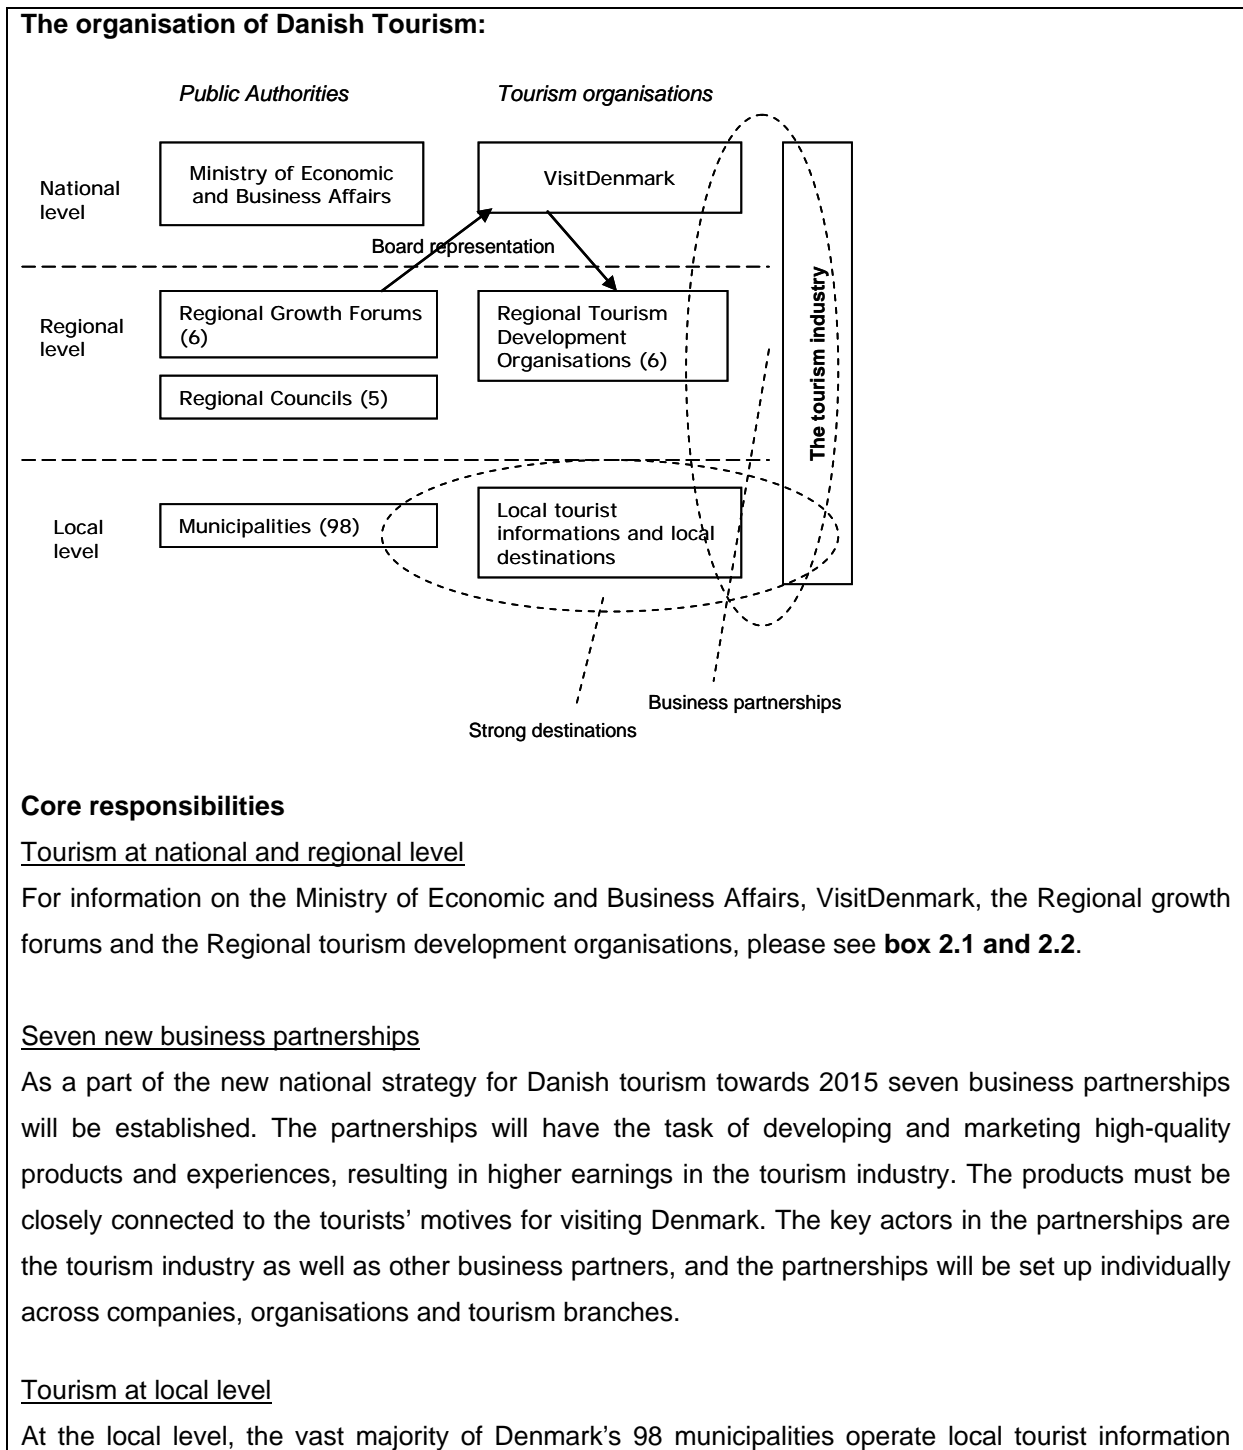 The organisation of Danish Tourism:
Public Authorities
Tourism organisations
National
level
Ministry of Economic
and Business Affairs
VisitDenmark
Board representation
Regional
level
Regional Growth Forums
(6)
Regional Tourism
Development
Organisations (6)
Regional Councils (5)
The tourism industry
Local
level
Municipalities (98)
Local tourist
informations and local
destinations
Business partnerships
Strong destinations
Core responsibilities
Tourism at national and regional level
For information on the Ministry of Economic and Business Affairs, VisitDenmark, the Regional growth
forums and the Regional tourism development organisations, please see box 2.1 and 2.2.
Seven new business partnerships
As a part of the new national strategy for Danish tourism towards 2015 seven business partnerships
will be established. The partnerships will have the task of developing and marketing high-quality
products and experiences, resulting in higher earnings in the tourism industry. The products must be
closely connected to the tourists’ motives for visiting Denmark. The key actors in the partnerships are
the tourism industry as well as other business partners, and the partnerships will be set up individually
across companies, organisations and tourism branches.
Tourism at local level
At the local level, the vast majority of Denmark’s 98 municipalities operate local tourist information